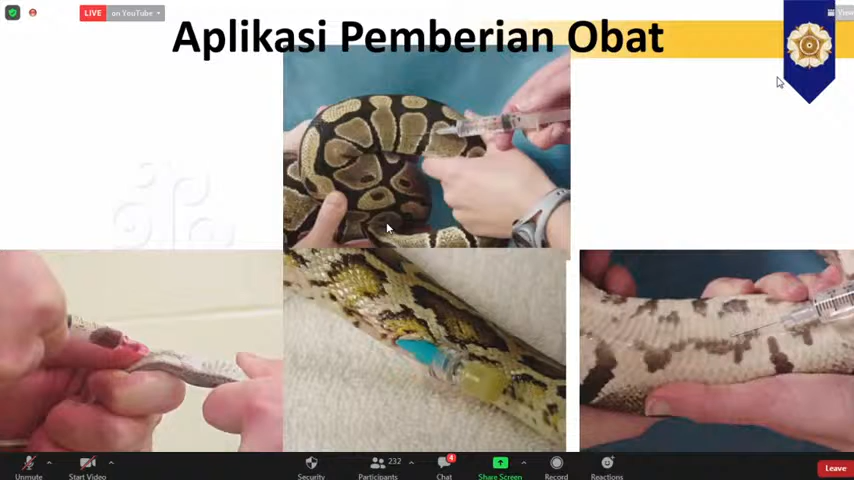 LIVE on YouTube
View
Aplikasi Pemberian Obat
Unmute
Start Video
Security
Participants 232
Chat 4
Share Screen
Record
Reactions
Leave